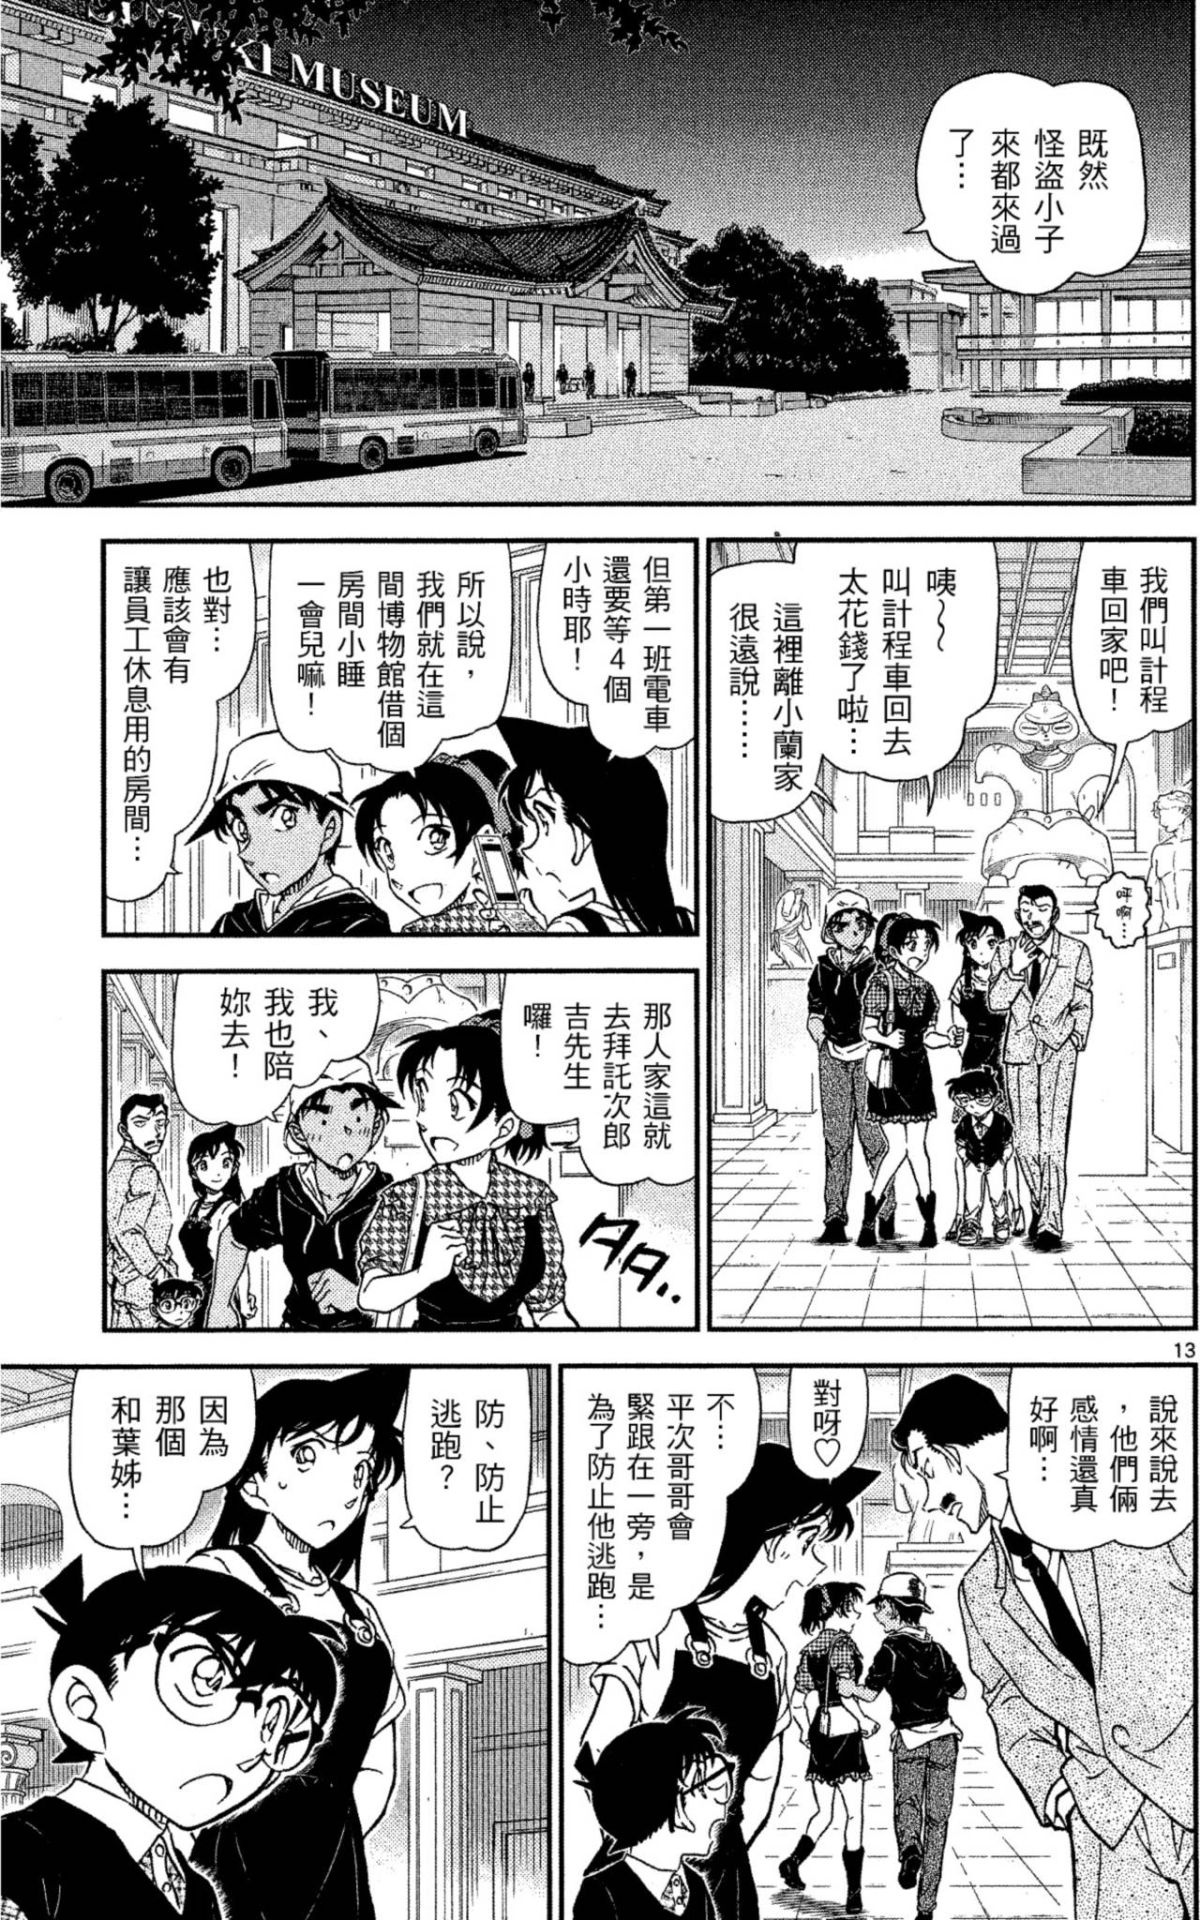 SUZUKI MUSEUM
既然
怪盜小子
來都來過
了…
我們叫計程
車回家吧！
咦～～
叫計程車回去
太花錢了啦…
這裡離小蘭家
很遠說……
呼啊…
但第一班電車
還要等4個
小時耶！
所以說，
我們就在這
間博物館借個
房間小睡
一會兒嘛！
也對…
應該會有
讓員工休息用的房間…
那人家這就
去拜託次郎
吉先生
囉！
我、
我也陪
妳去！
13
說來說去
，他們倆
感情還真
好啊…
對呀♡
不…
平次哥哥會
緊跟在一旁，是
為了防止他逃跑…
防、防止
逃跑？
因為
那個
和葉姊…